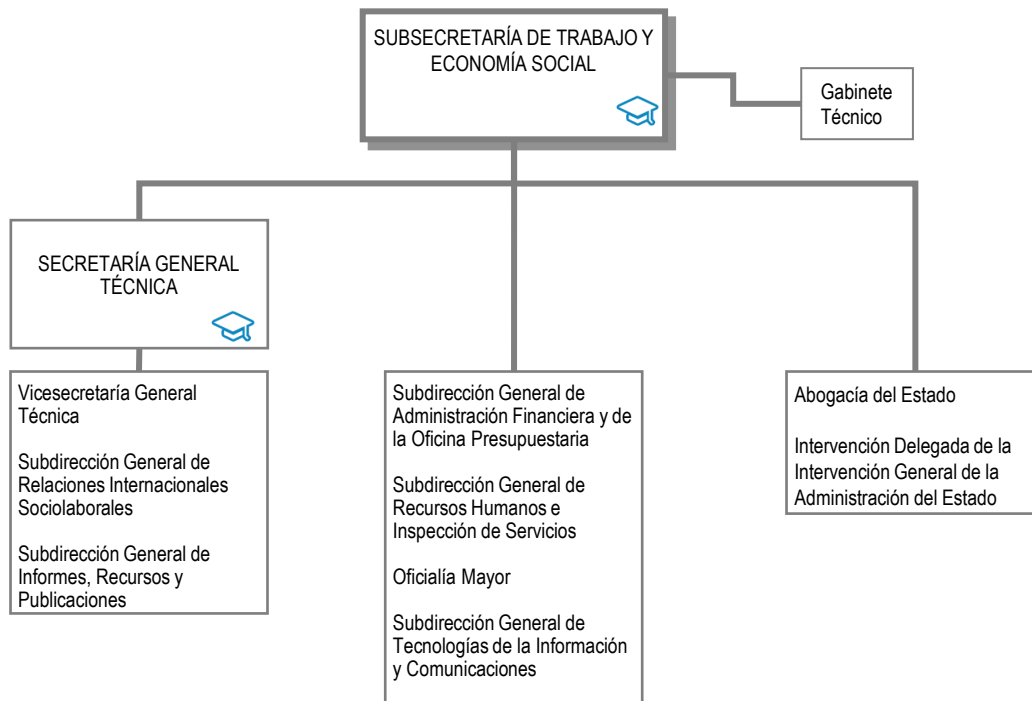 SUBSECRETARÍA DE TRABAJO Y
ECONOMÍA SOCIAL
Gabinete
Técnico
SECRETARÍA GENERAL
TÉCNICA
Vicesecretaría General
Técnica
Subdirección General de
Relaciones Internacionales
Sociolaborales
Subdirección General de
Informes, Recursos y
Publicaciones
Subdirección General de
Administración Financiera y de
la Oficina Presupuestaria
Subdirección General de
Recursos Humanos e
Inspección de Servicios
Oficialía Mayor
Subdirección General de
Tecnologías de la Información
y Comunicaciones
Abogacía del Estado
Intervención Delegada de la
Intervención General de la
Administración del Estado